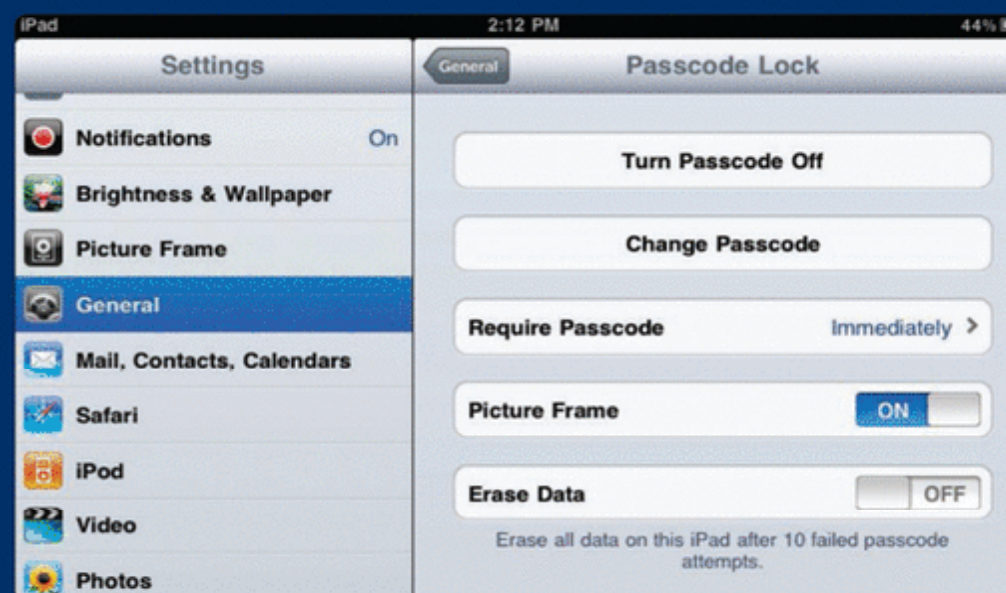 iPad 2:12 PM 44%
Settings
Notifications On
Brightness & Wallpaper
Picture Frame
General
Mail, Contacts, Calendars
Safari
iPod
Video
Photos
General Passcode Lock
Turn Passcode Off
Change Passcode
Require Passcode Immediately
Picture Frame ON
Erase Data OFF
Erase all data on this iPad after 10 failed passcode
attempts.